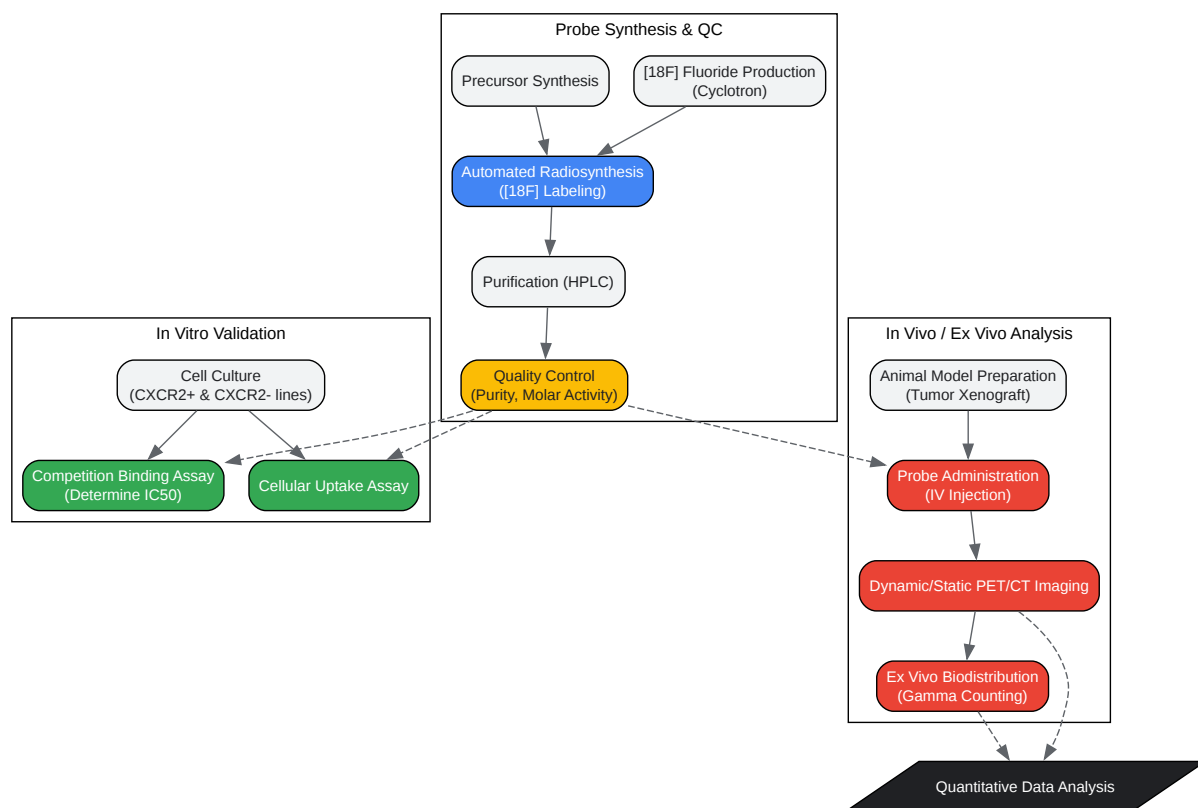 Probe Synthesis & QC
Precursor Synthesis
[18F] Fluoride Production
(Cyclotron)
Automated Radiosynthesis
([18F] Labeling)
Purification (HPLC)
Quality Control
(Purity, Molar Activity)
In Vitro Validation
Cell Culture
(CXCR2+ & CXCR2- lines)
Competition Binding Assay
(Determine IC50)
Cellular Uptake Assay
In Vivo / Ex Vivo Analysis
Animal Model Preparation
(Tumor Xenograft)
Probe Administration
(IV Injection)
Dynamic/Static PET/CT Imaging
Ex Vivo Biodistribution
(Gamma Counting)
Quantitative Data Analysis